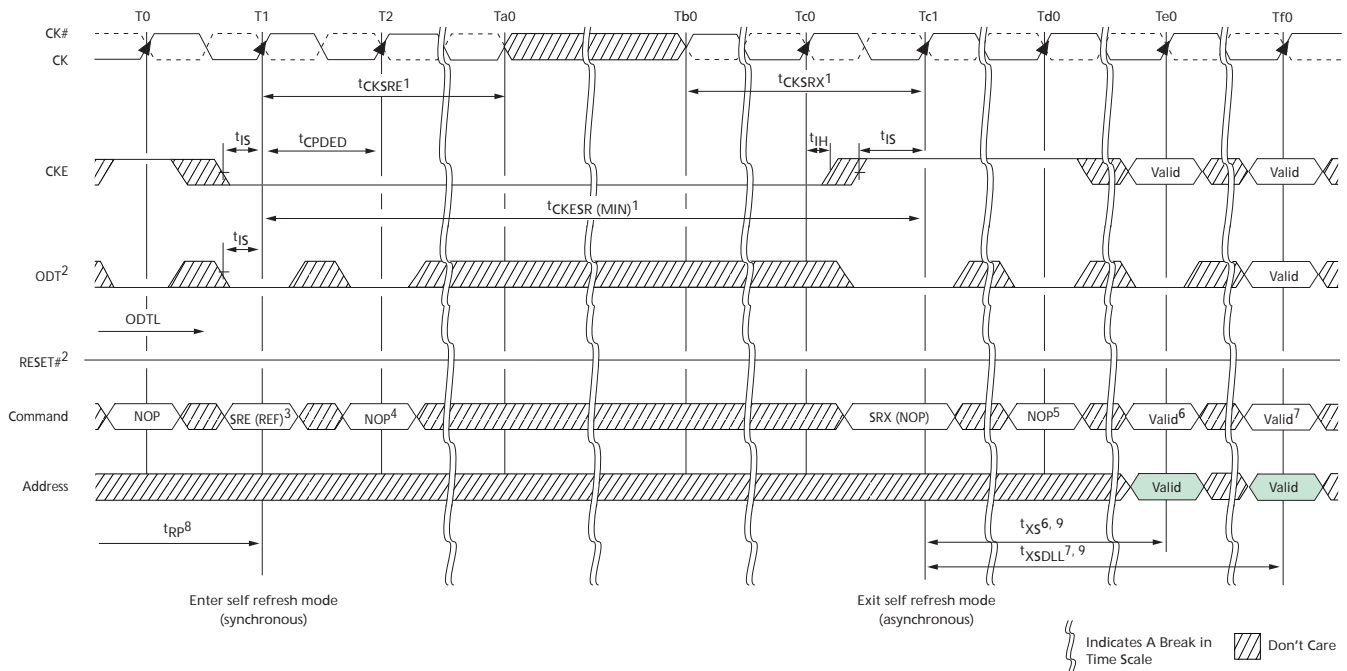 T0 T1 T2 Ta0 Tb0 Tc0 Tc1 Td0 Te0 Tf0
CK#
CK
tCKSRE1 tCKSRX1
tIS tCPDED tIH tIS
CKE Valid Valid
tCKESR (MIN)1
tIS
ODT2 Valid
ODTL
RESET#2
Command NOP SRE (REF)3 NOP4 SRX (NOP) NOP5 Valid6 Valid7
Address Valid Valid
tRP8 tXS6, 9
tXSDLL7, 9
Enter self refresh mode
(synchronous)
Exit self refresh mode
(asynchronous)
Indicates A Break in
Time Scale
Don't Care